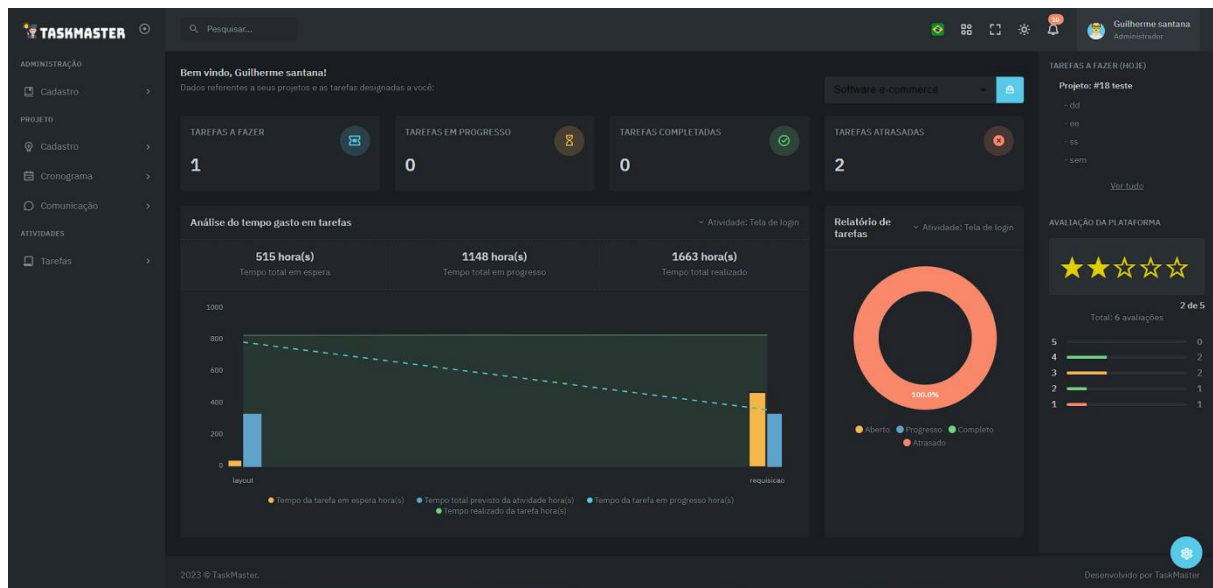 TASKMASTER
Pesquisar...
10
Guilherme santana
Administrador
ADMINISTRAÇÃO
Cadastro
PROJETO
Cadastro
Cronograma
Comunicação
ATIVIDADES
Tarefas
Bem vindo, Guilherme santana!
Dados referentes a seus projetos e as tarefas designadas a você:
Software e-commerce
TAREFAS A FAZER
1
TAREFAS EM PROGRESSO
0
TAREFAS COMPLETADAS
0
TAREFAS ATRASADAS
2
Análise do tempo gasto em tarefas
Atividade: Tela de login
515 hora(s)
Tempo total em espera
1148 hora(s)
Tempo total em progresso
1663 hora(s)
Tempo total realizado
1000
800
600
400
200
0
layout
requisicao
Tempo da tarefa em espera hora(s)
Tempo total previsto da atividade hora(s)
Tempo da tarefa em progresso hora(s)
Tempo realizado da tarefa hora(s)
Relatório de
tarefas
Atividade: Tela de login
100.0%
Aberto
Progresso
Completo
Atrasado
TAREFAS A FAZER (HOJE)
Projeto: #18 teste
- dd
- ee
- ss
- sem
Ver tudo
AVALIAÇÃO DA PLATAFORMA
2 de 5
Total: 6 avaliações
5 0
4 2
3 2
2 1
1 1
2023 © TaskMaster.
Desenvolvido por TaskMaster